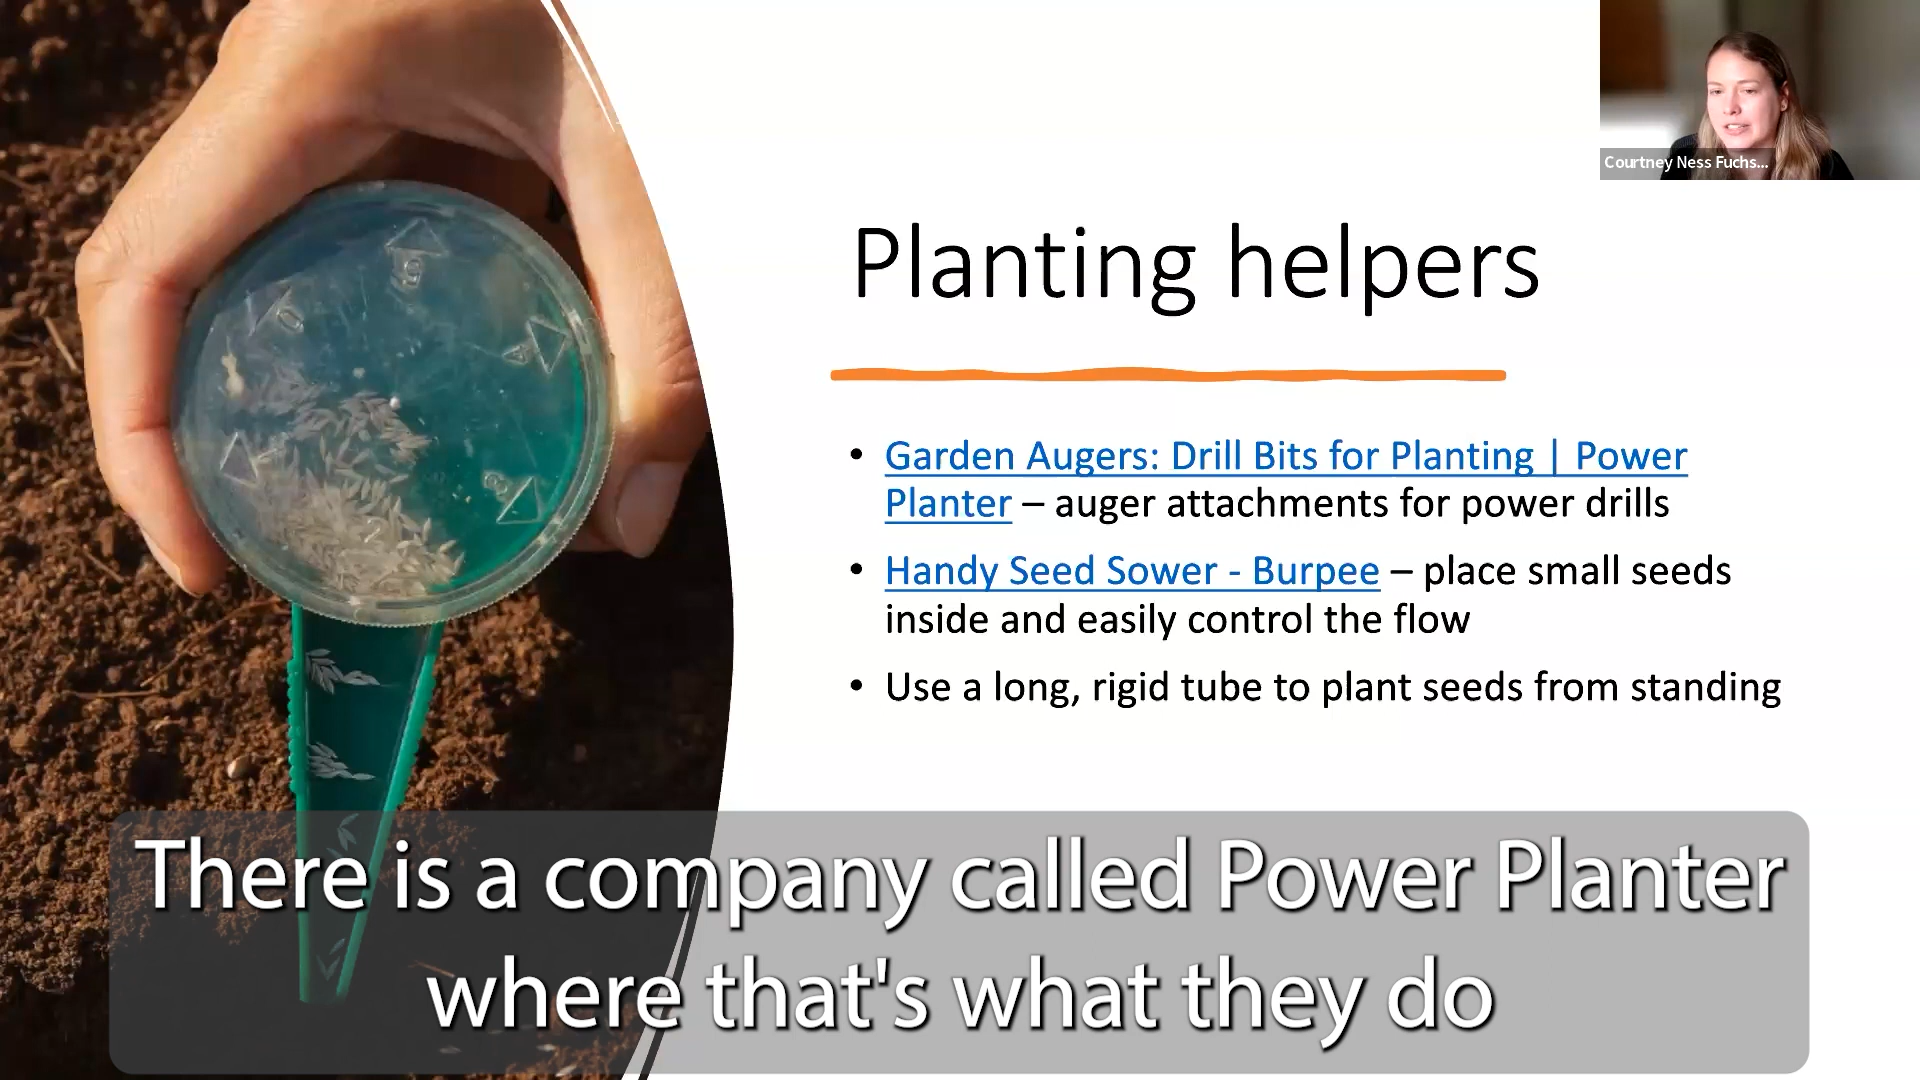 Courtney Ness Fuchs...
Planting helpers
• Garden Augers: Drill Bits for Planting | Power
Planter – auger attachments for power drills
• Handy Seed Sower - Burpee – place small seeds
inside and easily control the flow
• Use a long, rigid tube to plant seeds from standing
There is a company called Power Planter
where that's what they do